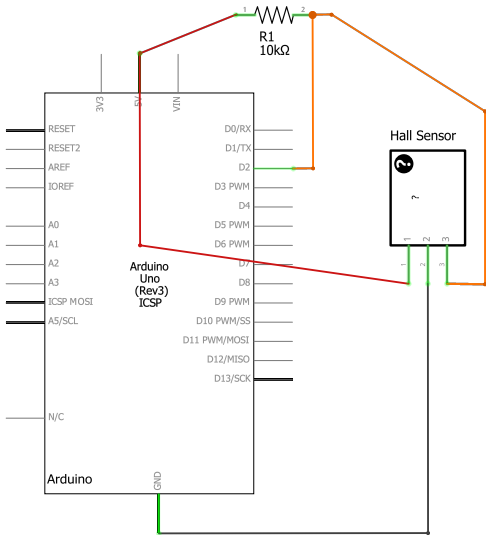 1
2
R1
10kΩ
3V3
5V
VIN
RESET
RESET2
AREF
IOREF
A0
A1
A2
A3
ICSP MOSI
A5/SCL
N/C
D0/RX
D1/TX
D2
D3 PWM
D4
D5 PWM
D6 PWM
D7
D8
D9 PWM
D10 PWM/SS
D11 PWM/MOSI
D12/MISO
D13/SCK
Arduino
Uno
(Rev3)
ICSP
Arduino
GND
Hall Sensor
?
?
1
2
3
1
2
3